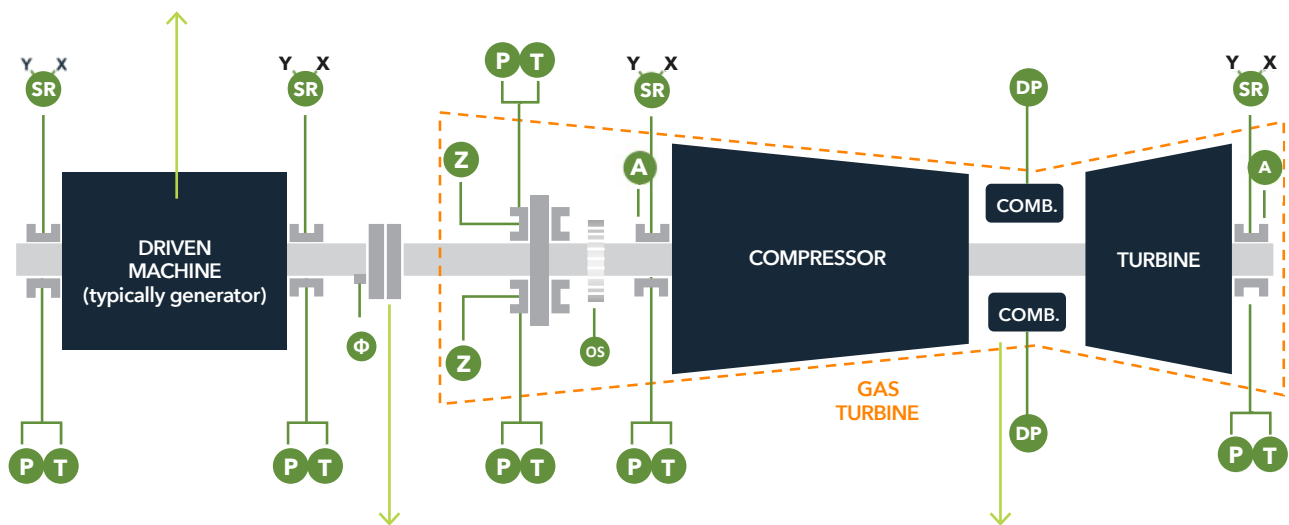 P T
Y X
SR
Y X
SR
Y X
SR
DP
Y X
SR
Z
A
A
COMB.
DRIVEN
MACHINE
(typically generator)
COMPRESSOR
TURBINE
COMB.
Φ
Z
OS
GAS
TURBINE
DP
P T
P T
P T
P T
P T